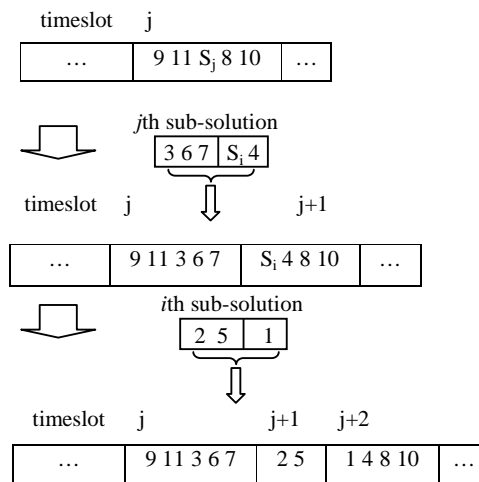 timeslot j
... 9 11 Sj 8 10 ...
jth sub-solution
3 6 7 Si 4
timeslot j j+1
... 9 11 3 6 7 Si 4 8 10 ...
ith sub-solution
2 5 1
timeslot j j+1 j+2
... 9 11 3 6 7 2 5 1 4 8 10 ...